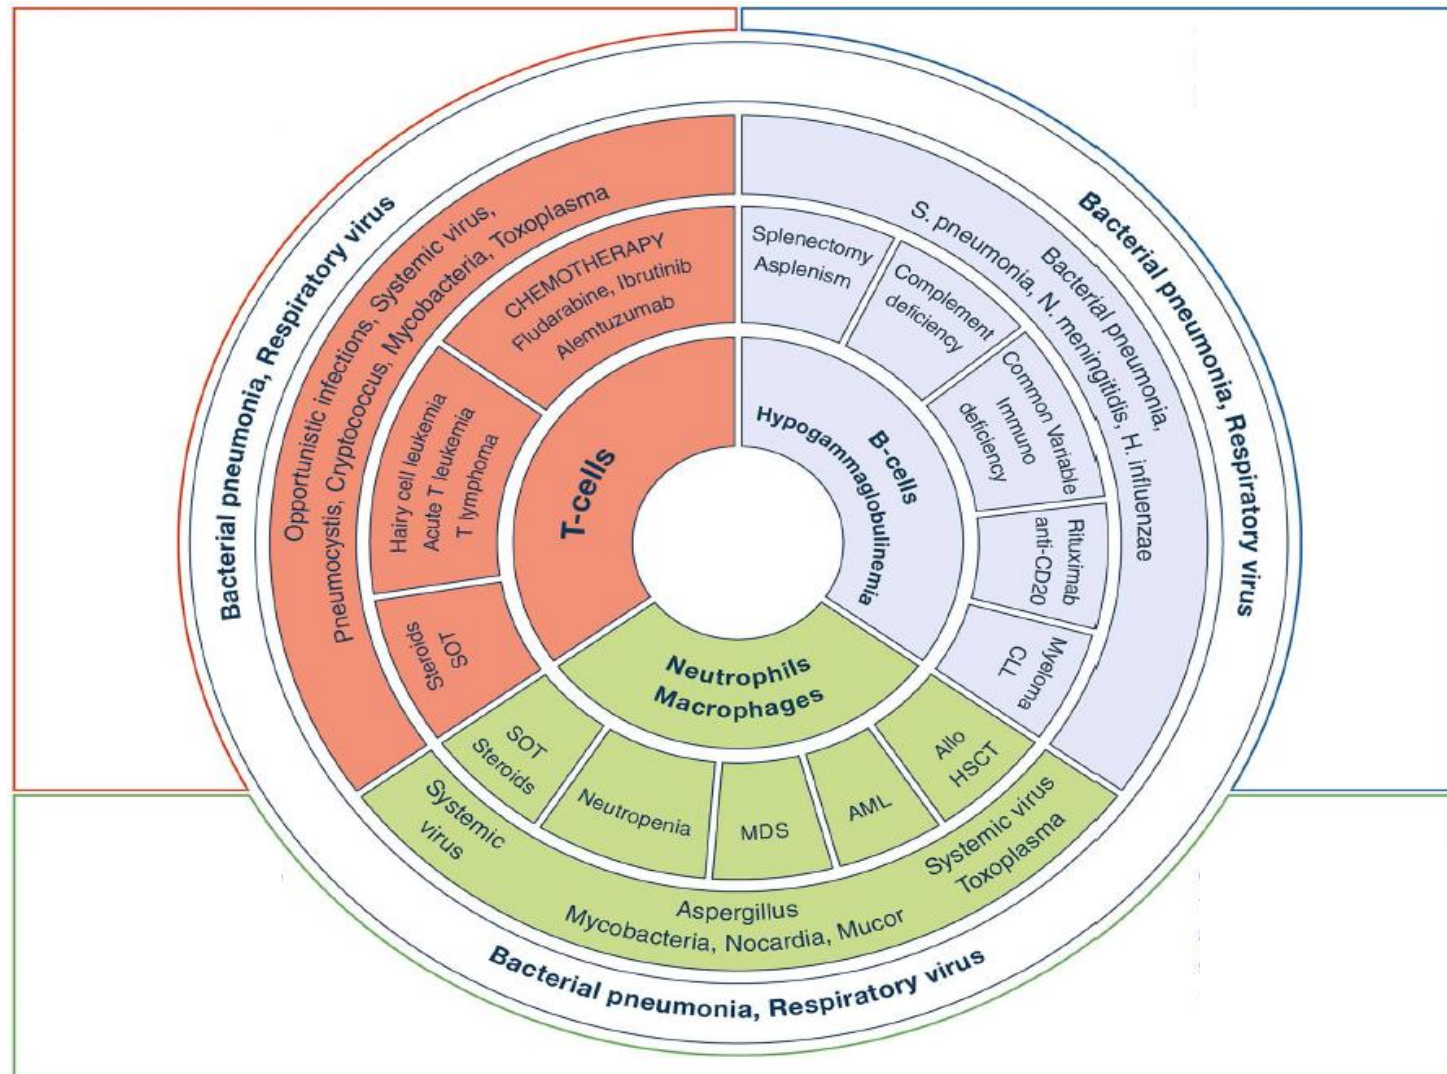 Bacterial pneumonia, Respiratory virus
Opportunistic infections, Systemic virus,
Pneumocystis, Cryptococcus, Mycobacteria, Toxoplasma
CHEMOTHERAPY
Fludarabine, Ibrutinib
Alemtuzumab
Hairy cell leukemia
Acute T leukemia
T lymphoma
SOT
Steroids
T-cells
Bacterial pneumonia, Respiratory virus
Bacterial pneumonia,
S. pneumonia, N. meningitidis, H. influenzae
Splenectomy
Asplenism
Complement
deficiency
Common Variable
Immuno
deficiency
Rituximab
anti-CD20
Myeloma
CLL
B-cells
Hypogammaglobulinemia
Neutrophils
Macrophages
SOT
Steroids
Neutropenia
MDS
AML
Allo
HSCT
Systemic
virus
Aspergillus
Mycobacteria, Nocardia, Mucor
Systemic virus
Toxoplasma
Bacterial pneumonia, Respiratory virus